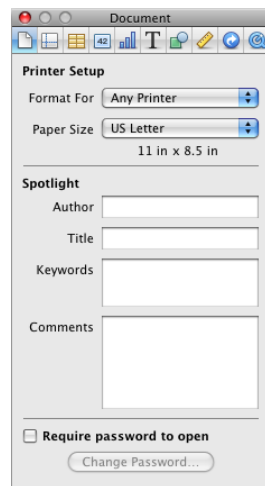 Document
42 T
Printer Setup
Format For Any Printer
Paper Size US Letter
11 in x 8.5 in
Spotlight
Author
Title
Keywords
Comments
Require password to open
Change Password...